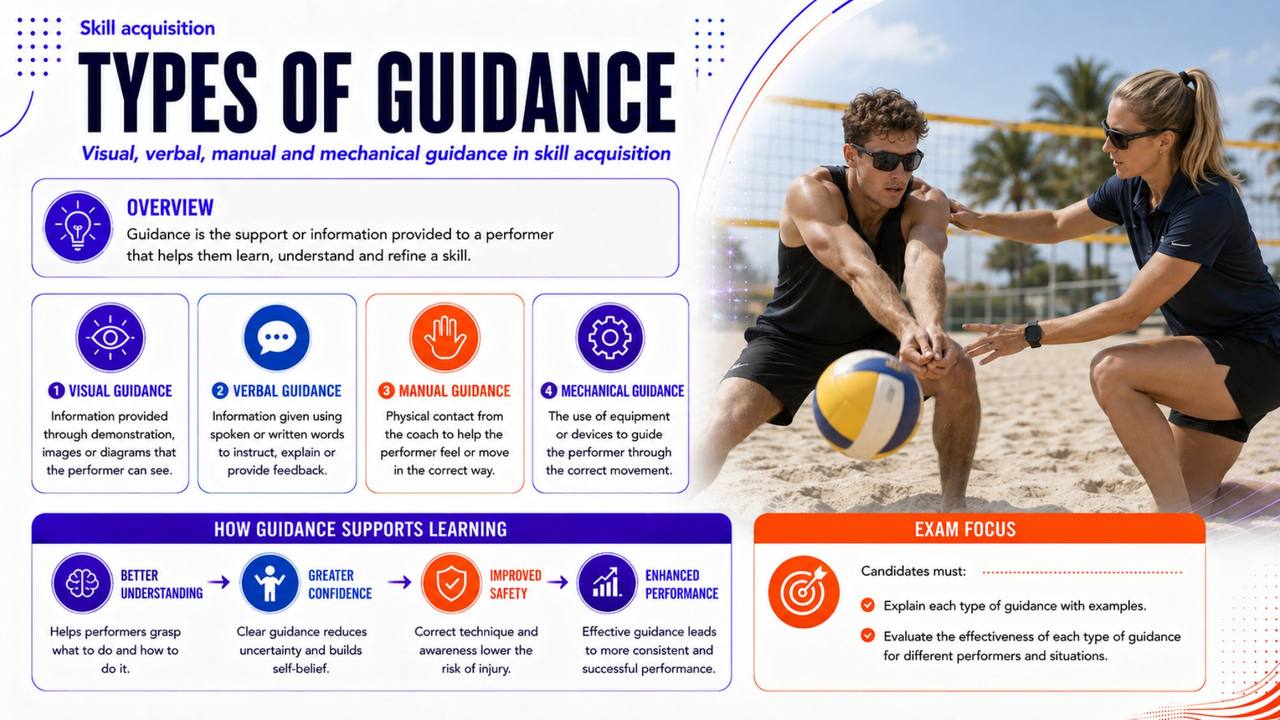 Skill acquisition
TYPES OF GUIDANCE
Visual, verbal, manual and mechanical guidance in skill acquisition
OVERVIEW
Guidance is the support or information provided to a performer
that helps them learn, understand and refine a skill.
1 VISUAL GUIDANCE
Information provided
through demonstration,
images or diagrams that
the performer can see.
2 VERBAL GUIDANCE
Information given using
spoken or written words
to instruct, explain or
provide feedback.
3 MANUAL GUIDANCE
Physical contact from
the coach to help the
performer feel or move
in the correct way.
4 MECHANICAL GUIDANCE
The use of equipment
or devices to guide
the performer through
the correct movement.
HOW GUIDANCE SUPPORTS LEARNING
BETTER
UNDERSTANDING
Helps performers grasp
what to do and how to
do it.
GREATER
CONFIDENCE
Clear guidance reduces
uncertainty and builds
self-belief.
IMPROVED
SAFETY
Correct technique and
awareness lower the
risk of injury.
ENHANCED
PERFORMANCE
Effective guidance leads
to more consistent and
successful performance.
EXAM FOCUS
Candidates must:
Explain each type of guidance with examples.
Evaluate the effectiveness of each type of guidance
for different performers and situations.